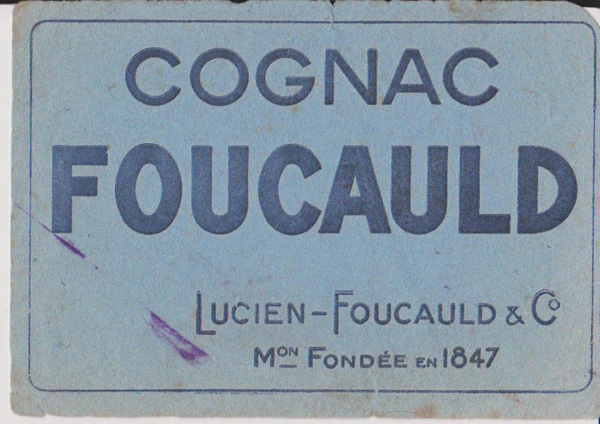 COGNAC
FOUCAULD
LUCIEN-FOUCAULD & Cº
MON FONDÉE EN 1847